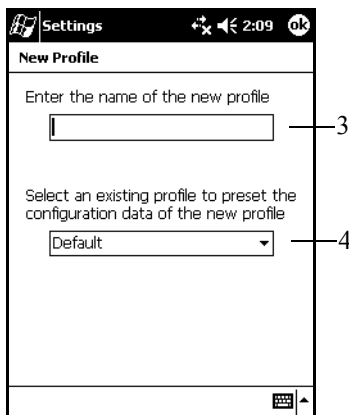 Settings 2:09 ok
New Profile
Enter the name of the new profile
3
Select an existing profile to preset the
configuration data of the new profile
Default
4